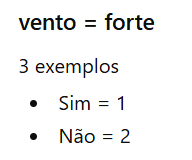 vento = forte
3 exemplos
• Sim = 1
• Não = 2